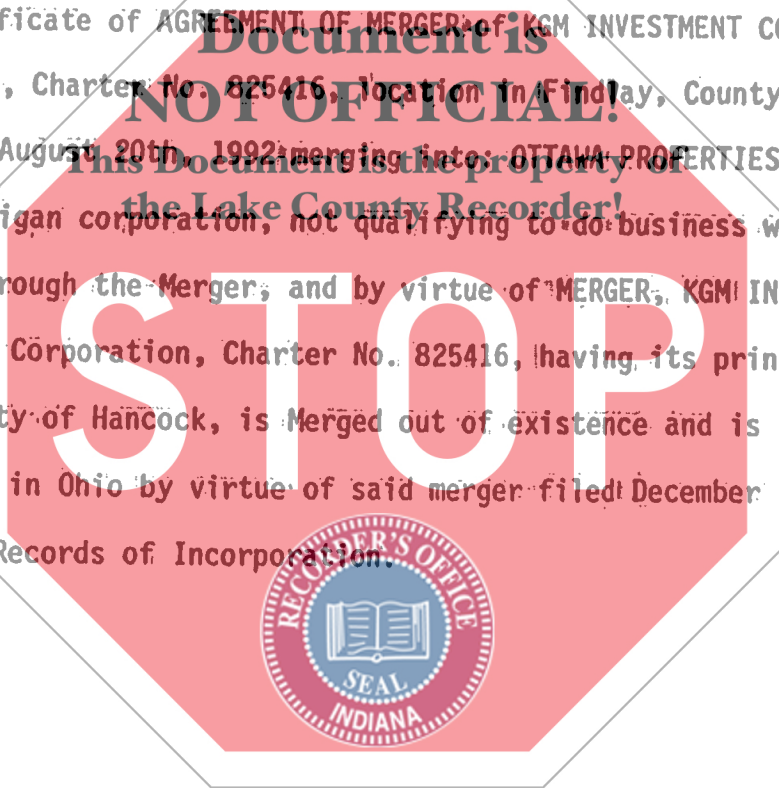 ficate of AGREEMENT OF MERGER of KGM INVESTMENT CO
Document is
, Charter No. 825416, location in Findlay, County
NOT OFFICIAL!
August 20th, 1992 merging into: OTTAWA PROPERTIES
This Document is the property of
the Lake County Recorder!
igan corporation, not qualifying to do business w
rough the Merger, and by virtue of MERGER, KGM IN
STOP
Corporation, Charter No. 825416, having its prin
ty of Hancock, is Merged out of existence and is
in Ohio by virtue of said merger filed December
Records of Incorporation.
RECORDER'S OFFICE
SEAL
INDIANA